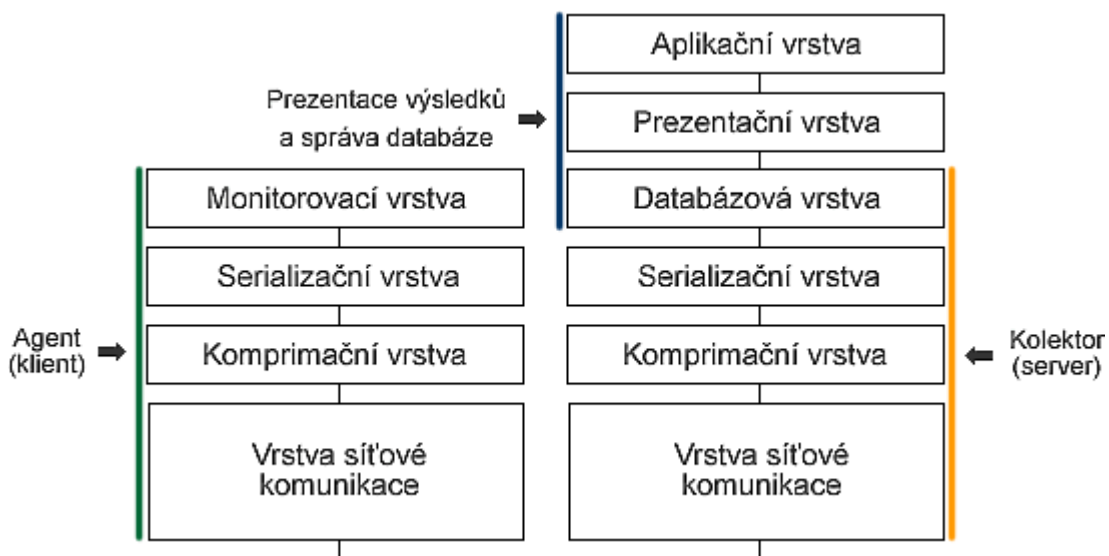 Aplikační vrstva
Prezentace výsledků
a správa databáze
Prezentační vrstva
Monitorovací vrstva
Databázová vrstva
Serializační vrstva
Serializační vrstva
Agent
(klient)
Komprimační vrstva
Komprimační vrstva
Kolektor
(server)
Vrstva síťové
komunikace
Vrstva síťové
komunikace